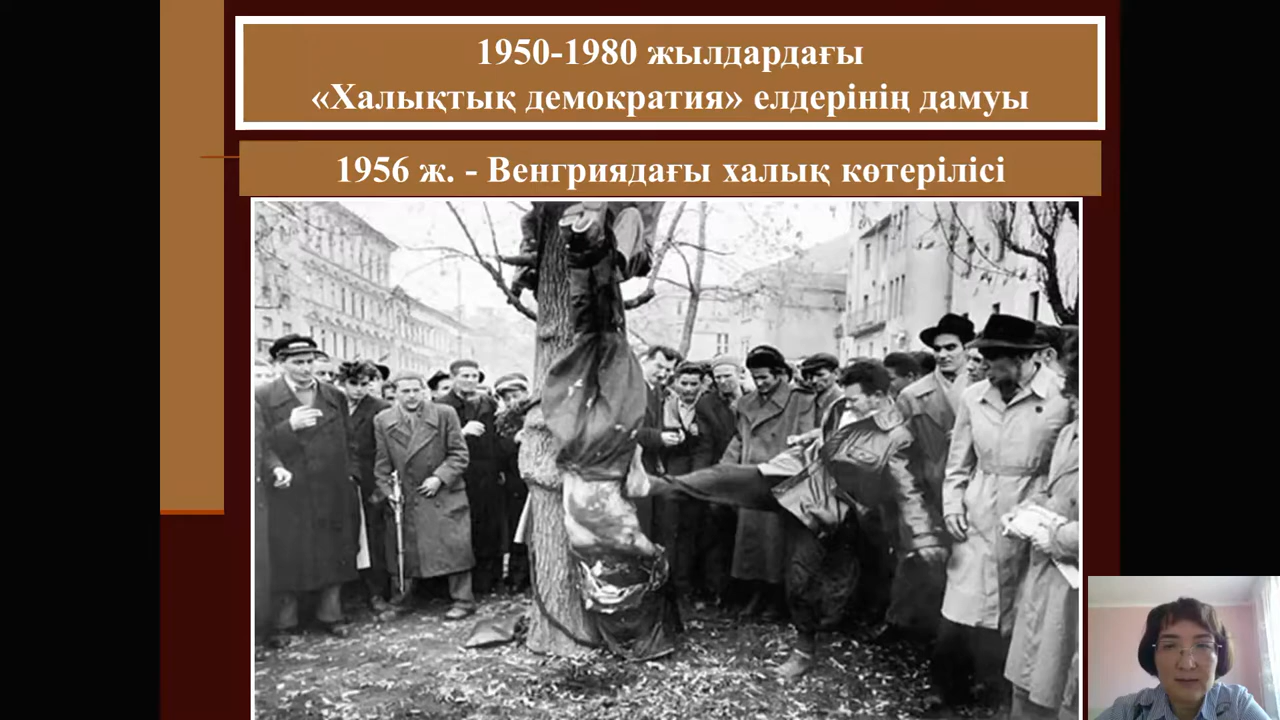 1950-1980 жылдардағы
«Халықтық демократия» елдерінің дамуы
1956 ж. - Венгриядағы халық көтерілісі